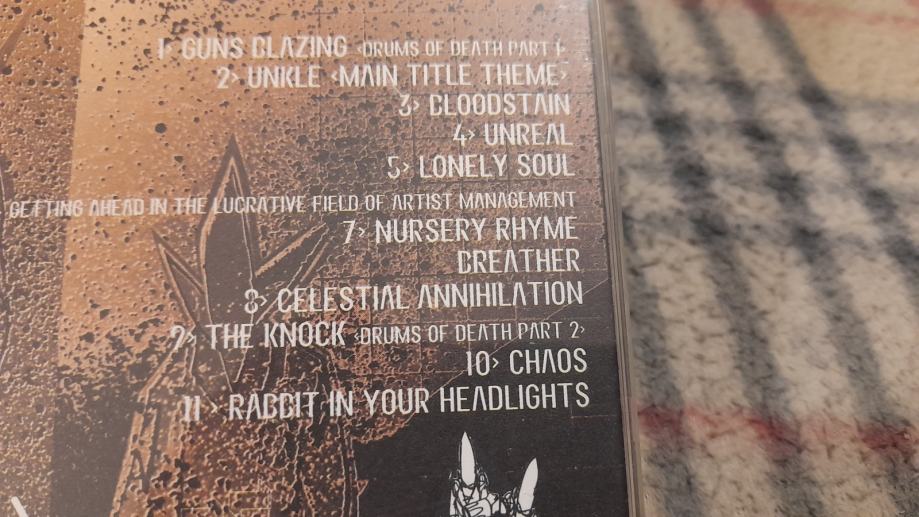 1> GUNS BLAZING <DRUMS OF DEATH PART 1>
2> UNKLE <MAIN TITLE THEME>
3> BLOODSTAIN
4> UNREAL
5> LONELY SOUL
GETTING AHEAD IN THE LUCRATIVE FIELD OF ARTIST MANAGEMENT
7> NURSERY RHYME
BREATHER
8> CELESTIAL ANNIHILATION
9> THE KNOCK <DRUMS OF DEATH PART 2>
10> CHAOS
11> RABBIT IN YOUR HEADLIGHTS